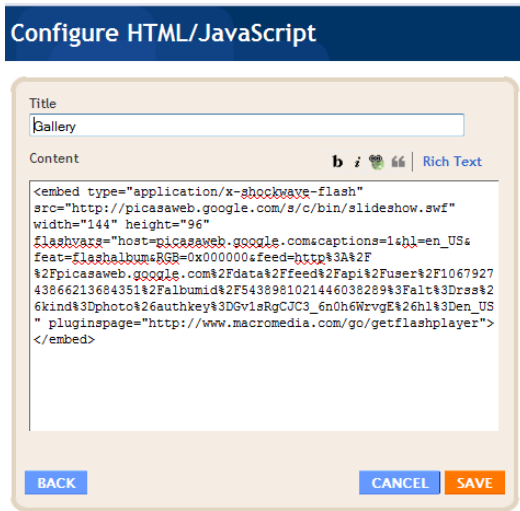 Configure HTML/JavaScript
Title
Gallery
Content
b i Rich Text
<embed type="application/x-shockwave-flash"
src="http://picasaweb.google.com/s/c/bin/slideshow.swf"
width="144" height="96"
flashvars="host=picasaweb.google.com&captions=1&hl=en_US&
feat=flashalbum&RGB=0x000000&feed=http%3A%2F
%2Fpicasaweb.google.com%2Fdata%2Ffeed%2Fapi%2Fuser%2F1067927
43866213684351%2Falbumid%2F5438981021446038289%3Falt%3Drss%2
6kind%3Dphoto%26authkey%3DGv1sRgCJC3_6n0h6WrvgE%26hl%3Den_US
" pluginspage="http://www.macromedia.com/go/getflashplayer">
</embed>
BACK CANCEL SAVE